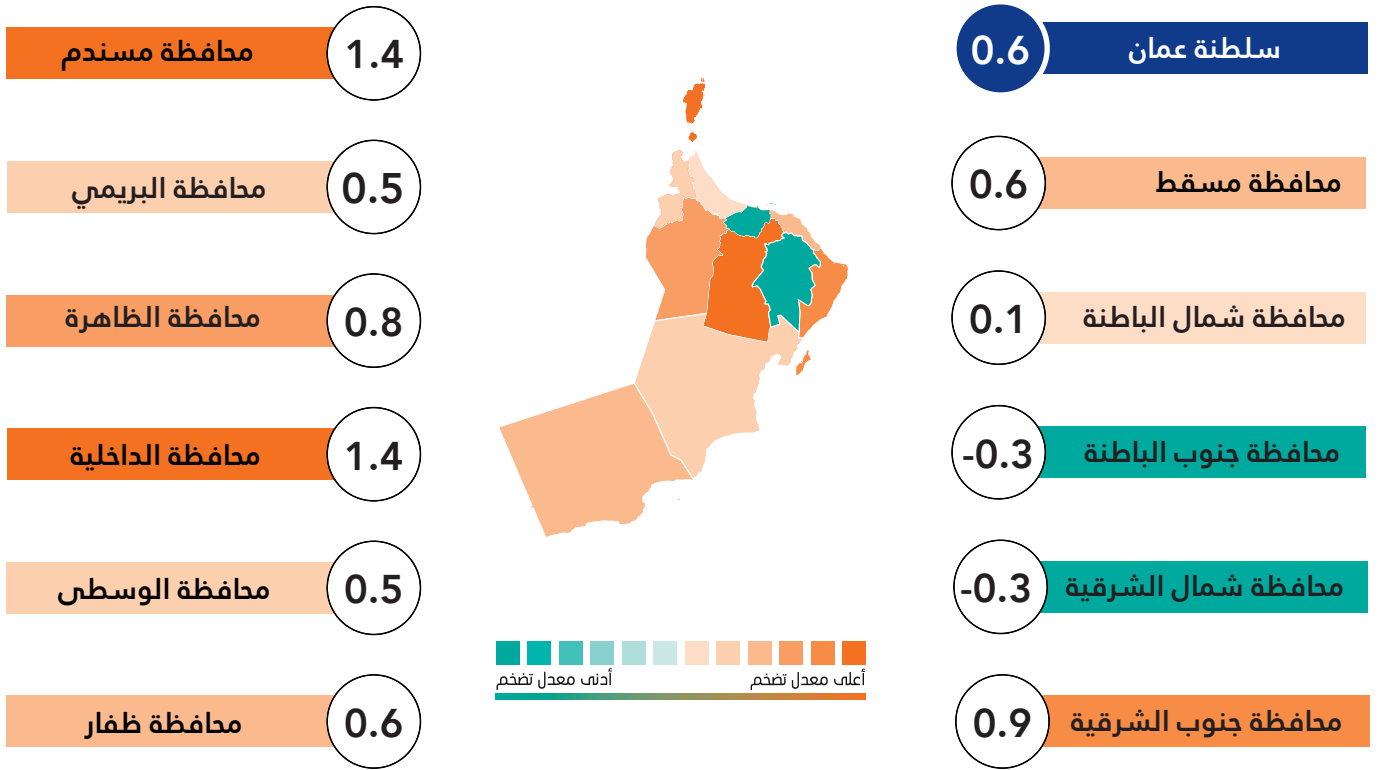 سلطنة عمان
0.6
محافظة مسقط
0.6
محافظة شمال الباطنة
0.1
محافظة جنوب الباطنة
-0.3
محافظة شمال الشرقية
-0.3
محافظة جنوب الشرقية
0.9
محافظة مسندم
1.4
محافظة البريمي
0.5
محافظة الظاهرة
0.8
محافظة الداخلية
1.4
محافظة الوسطى
0.5
محافظة ظفار
0.6
أعلى معدل تضخم
أدنى معدل تضخم